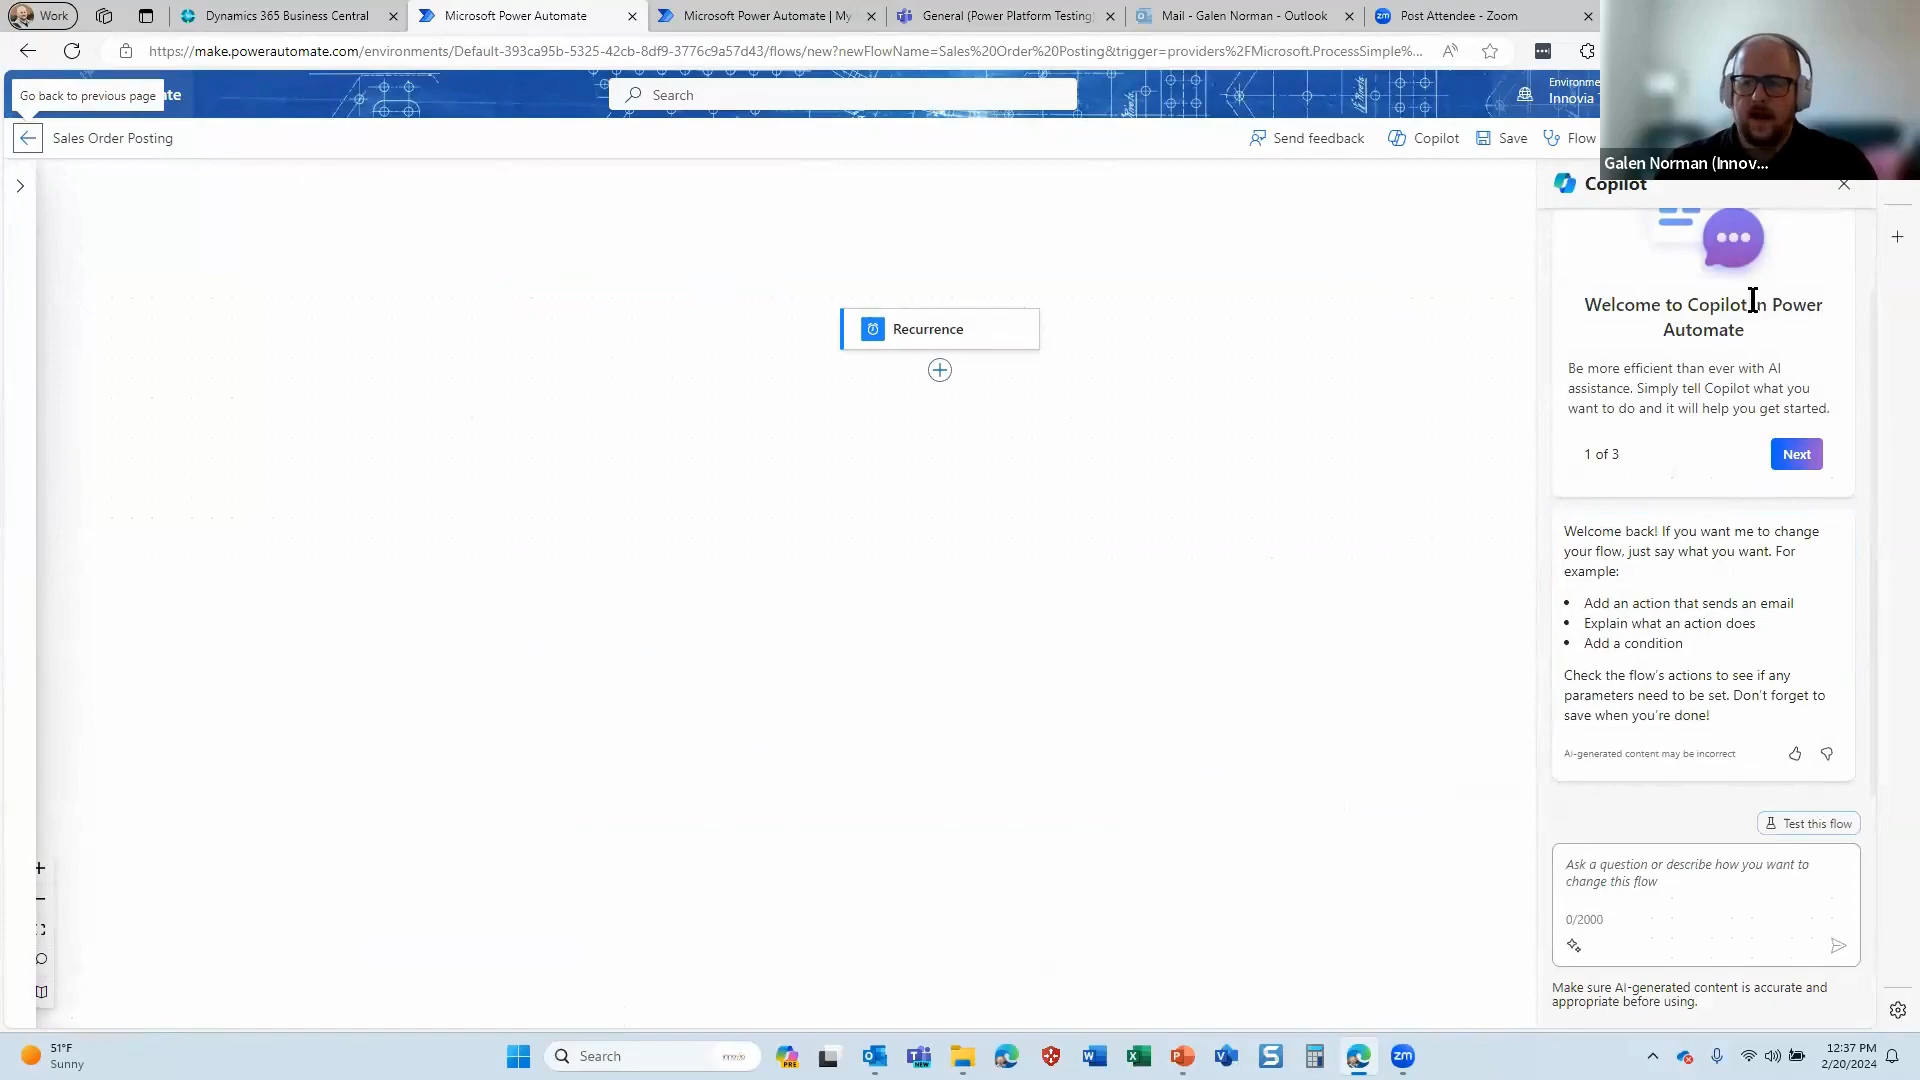 Work
Dynamics 365 Business Central
Microsoft Power Automate
Microsoft Power Automate | My
General (Power Platform Testing)
Mail - Galen Norman - Outlook
Post Attendee - Zoom
https://make.powerautomate.com/environments/Default-393ca95b-5325-42cb-8df9-3776c9a57d43/flows/new?newFlowName=Sales%20Order%20Posting&trigger=providers%2FMicrosoft.ProcessSimple%...
Go back to previous page
te
Search
Environme
Innovia
Sales Order Posting
Send feedback
Copilot
Save
Flow
Galen Norman (Innov...
Copilot
Recurrence
Welcome to Copilot in Power
Automate
Be more efficient than ever with AI
assistance. Simply tell Copilot what you
want to do and it will help you get started.
1 of 3
Next
Welcome back! If you want me to change
your flow, just say what you want. For
example:
• Add an action that sends an email
• Explain what an action does
• Add a condition
Check the flow's actions to see if any
parameters need to be set. Don't forget to
save when you're done!
AI-generated content may be incorrect
Test this flow
Ask a question or describe how you want to
change this flow
0/2000
Make sure AI-generated content is accurate and
appropriate before using.
51°F
Sunny
Search
PRE
NEW
zm
12:37 PM
2/20/2024